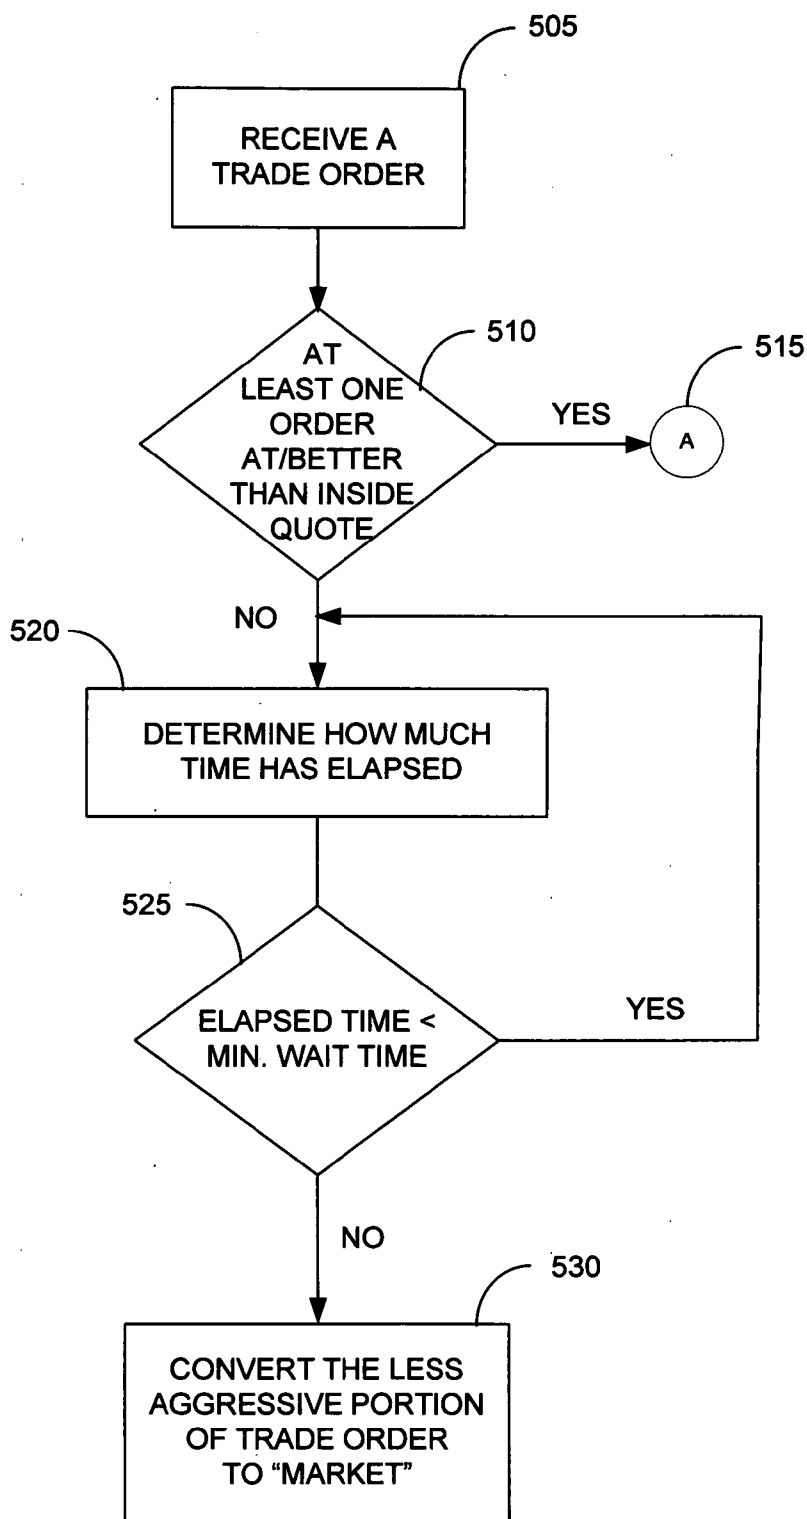 505
RECEIVE A
TRADE ORDER
510
515
AT
LEAST ONE
ORDER
AT/BETTER
THAN INSIDE
QUOTE
YES
A
NO
520
DETERMINE HOW MUCH
TIME HAS ELAPSED
525
ELAPSED TIME <
MIN. WAIT TIME
YES
NO
530
CONVERT THE LESS
AGGRESSIVE PORTION
OF TRADE ORDER
TO “MARKET”